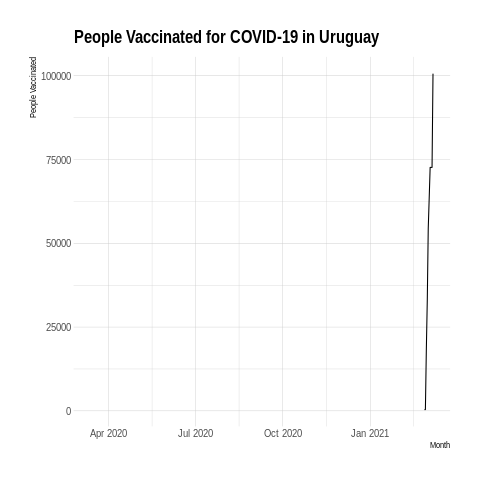 People Vaccinated for COVID-19 in Uruguay
People Vaccinated
100000
75000
50000
25000
0
Apr 2020 Jul 2020 Oct 2020 Jan 2021
Month